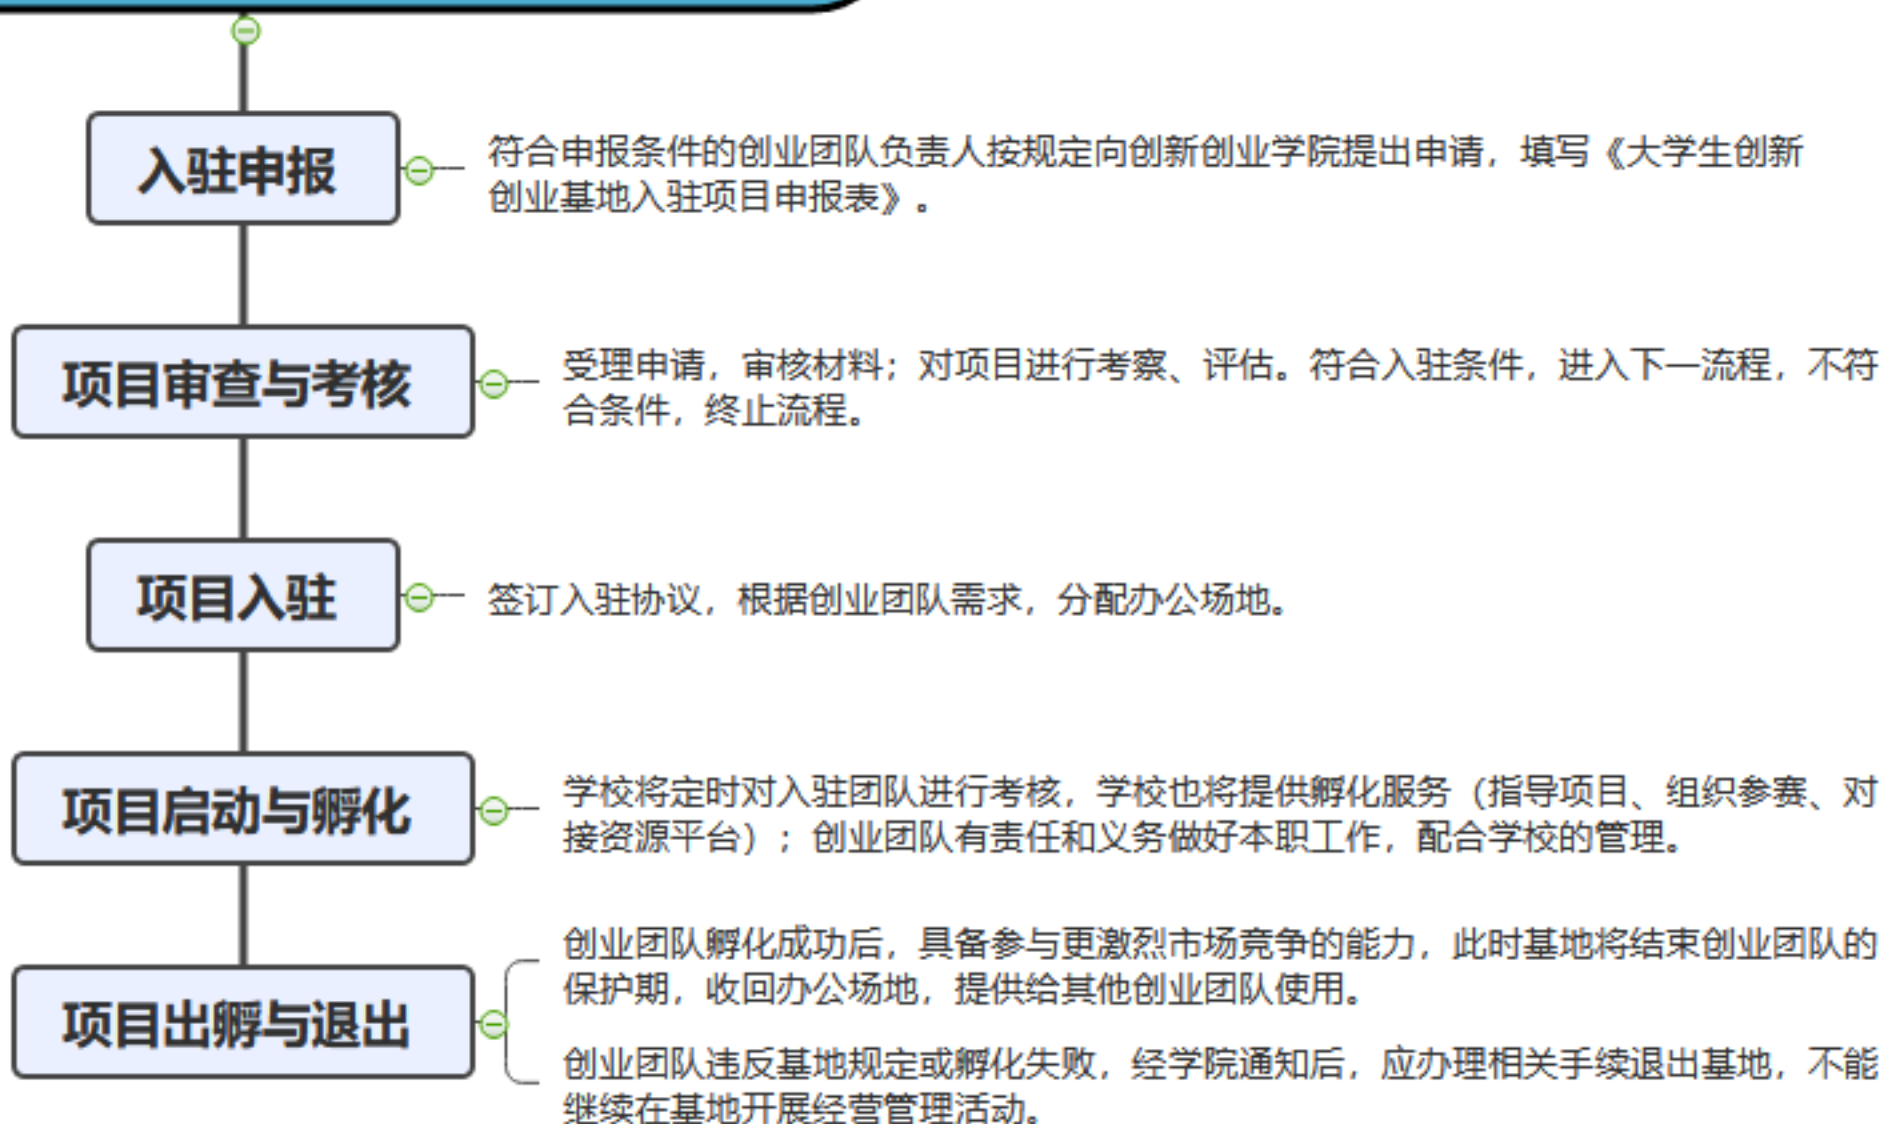 入驻申报
符合申报条件的创业团队负责人按规定向创新创业学院提出申请，填写《大学生创新
创业基地入驻项目申报表》。
项目审查与考核
受理申请，审核材料；对项目进行考察、评估。符合入驻条件，进入下一流程，不符
合条件，终止流程。
项目入驻
签订入驻协议，根据创业团队需求，分配办公场地。
项目启动与孵化
学校将定时对入驻团队进行考核，学校也将提供孵化服务（指导项目、组织参赛、对
接资源平台）；创业团队有责任和义务做好本职工作，配合学校的管理。
项目出孵与退出
创业团队孵化成功后，具备参与更激烈市场竞争的能力，此时基地将结束创业团队的
保护期，收回办公场地，提供给其他创业团队使用。
创业团队违反基地规定或孵化失败，经学院通知后，应办理相关手续退出基地，不能
继续在基地开展经营管理活动。